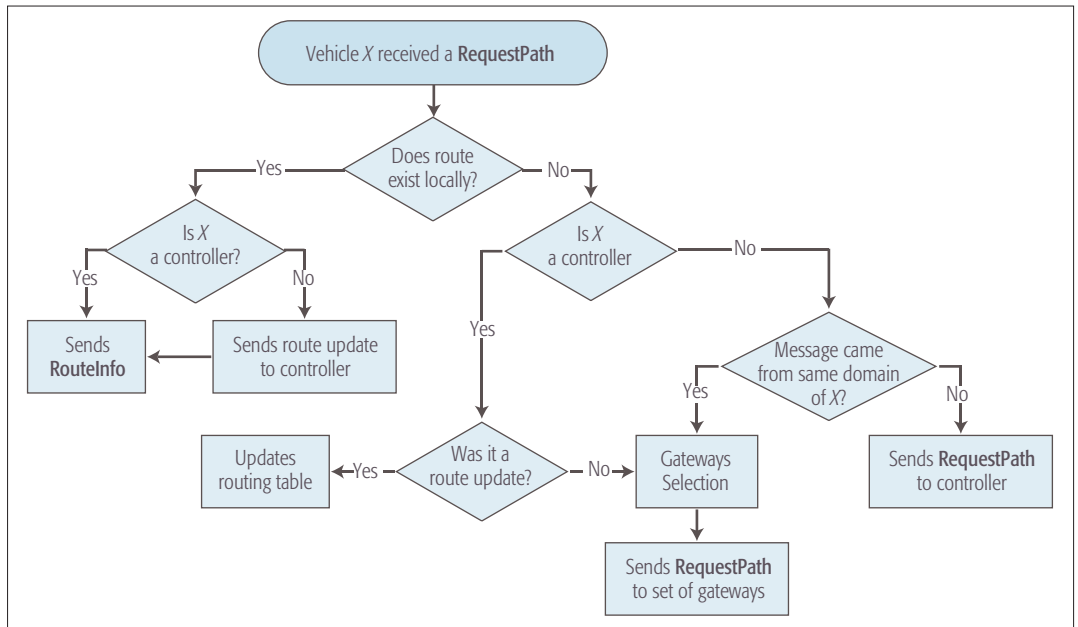 Vehicle X received a RequestPath
Does route
exist locally?
Yes
No
Is X
a controller?
Is X
a controller
No
Yes
No
Yes
Sends
RouteInfo
Sends route update
to controller
Message came
from same domain
of X?
Yes
No
Updates
routing table
Yes
Was it a
route update?
No
Gateways
Selection
Sends RequestPath
to controller
Sends RequestPath
to set of gateways